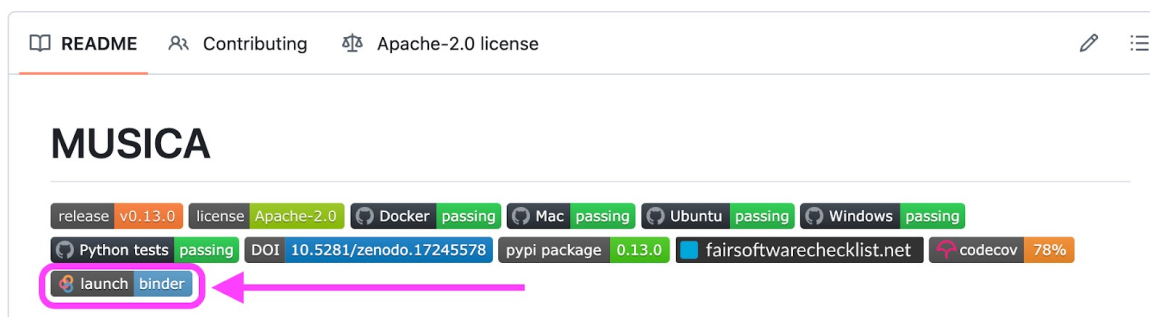 README Contributing Apache-2.0 license
MUSICA
release v0.13.0 license Apache-2.0 Docker passing Mac passing Ubuntu passing Windows passing
Python tests passing DOI 10.5281/zenodo.17245578 pypi package 0.13.0 fairsoftwarechecklist.net codecov 78%
launch binder